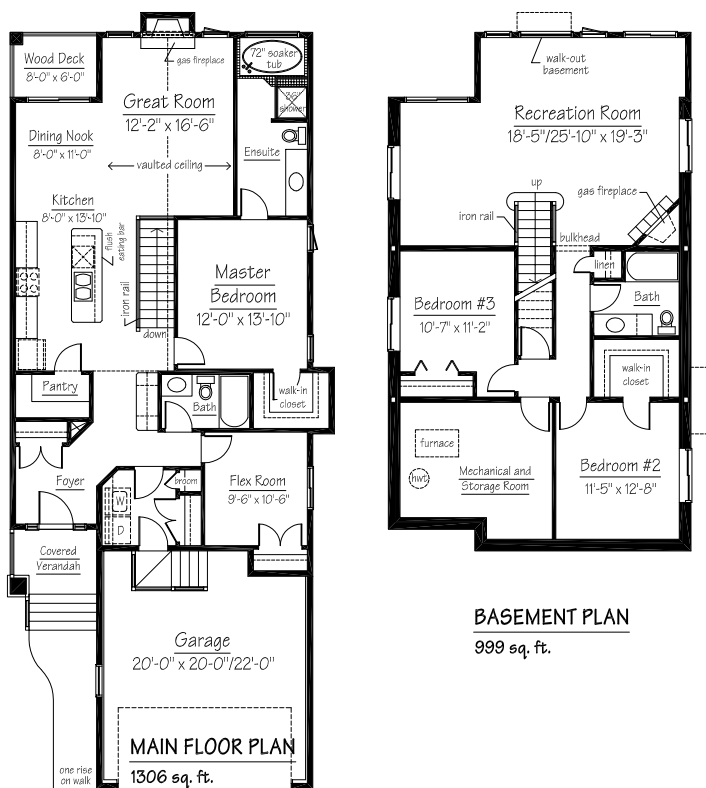 Wood Deck
8'-0" x 6'-0"
gas fireplace
72" soaker
tub
36"
shower
Great Room
12'-2" x 16'-6"
Dining Nook
8'-0" x 11'-0"
vaulted ceiling
Ensuite
Kitchen
8'-0" x 13'-10"
flush
eating bar
iron rail
down
Master
Bedroom
12'-0" x 13'-10"
Pantry
Bath
walk-in
closet
Foyer
broom
W
D
Flex Room
9'-6" x 10'-6"
Covered
Verandah
Garage
20'-0" x 20'-0"/22'-0"
one rise
on walk
MAIN FLOOR PLAN
1306 sq. ft.
walk-out
basement
Recreation Room
18'-5"/25'-10" x 19'-3"
up
iron rail
gas fireplace
bulkhead
linen
Bedroom #3
10'-7" x 11'-2"
Bath
walk-in
closet
furnace
hwt
Mechanical and
Storage Room
Bedroom #2
11'-5" x 12'-8"
BASEMENT PLAN
999 sq. ft.